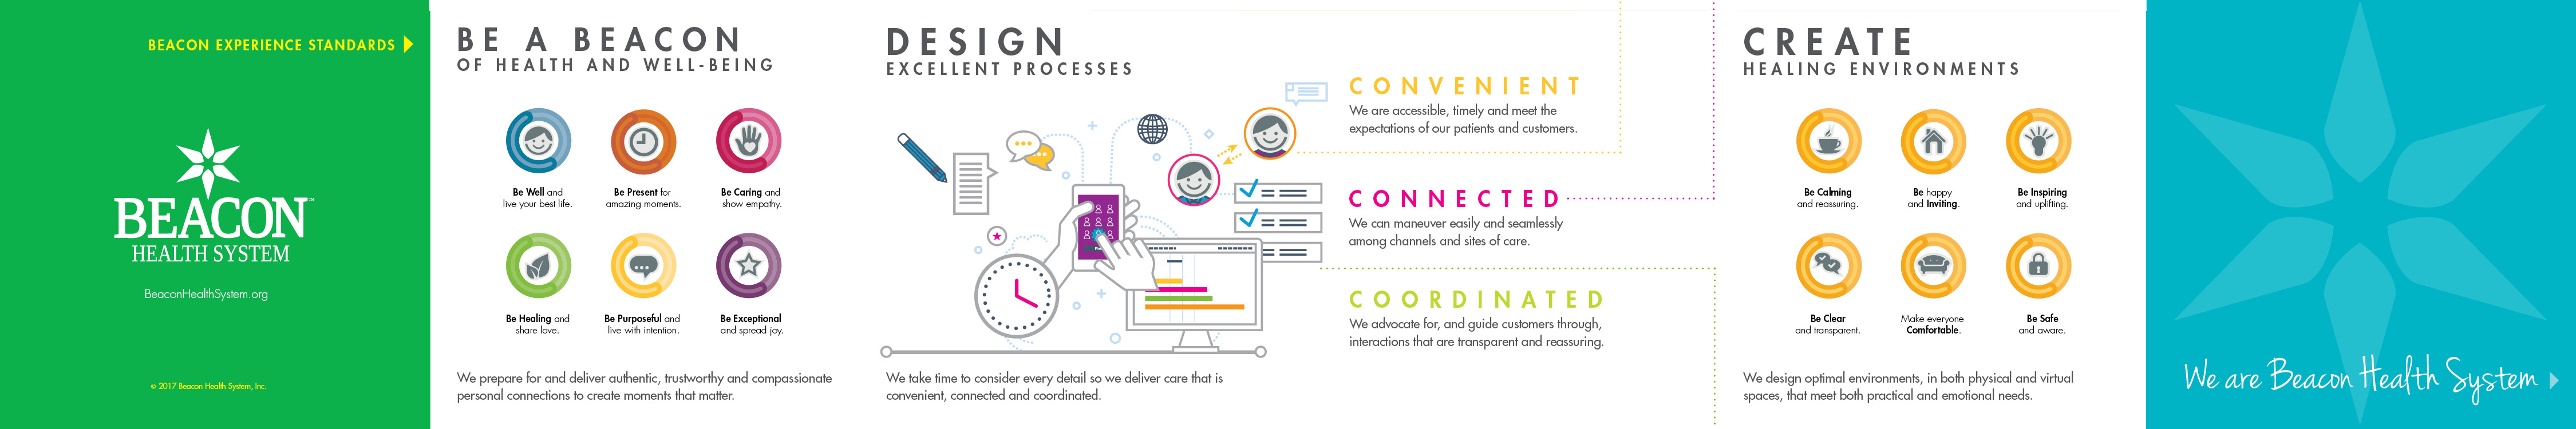 BEACON EXPERIENCE STANDARDS
BEACON™
HEALTH SYSTEM
BeaconHealthSystem.org
© 2017 Beacon Health System, Inc.
BE A BEACON
OF HEALTH AND WELL-BEING
Be Well and
live your best life.
Be Present for
amazing moments.
Be Caring and
show empathy.
Be Healing and
share love.
Be Purposeful and
live with intention.
Be Exceptional
and spread joy.
We prepare for and deliver authentic, trustworthy and compassionate
personal connections to create moments that matter.
DESIGN
EXCELLENT PROCESSES
CONVENIENT
We are accessible, timely and meet the
expectations of our patients and customers.
CONNECTED
We can maneuver easily and seamlessly
among channels and sites of care.
COORDINATED
We advocate for, and guide customers through,
interactions that are transparent and reassuring.
We take time to consider every detail so we deliver care that is
convenient, connected and coordinated.
CREATE
HEALING ENVIRONMENTS
Be Calming
and reassuring.
Be happy
and Inviting.
Be Inspiring
and uplifting.
Be Clear
and transparent.
Make everyone
Comfortable.
Be Safe
and aware.
We design optimal environments, in both physical and virtual
spaces, that meet both practical and emotional needs.
We are Beacon Health System